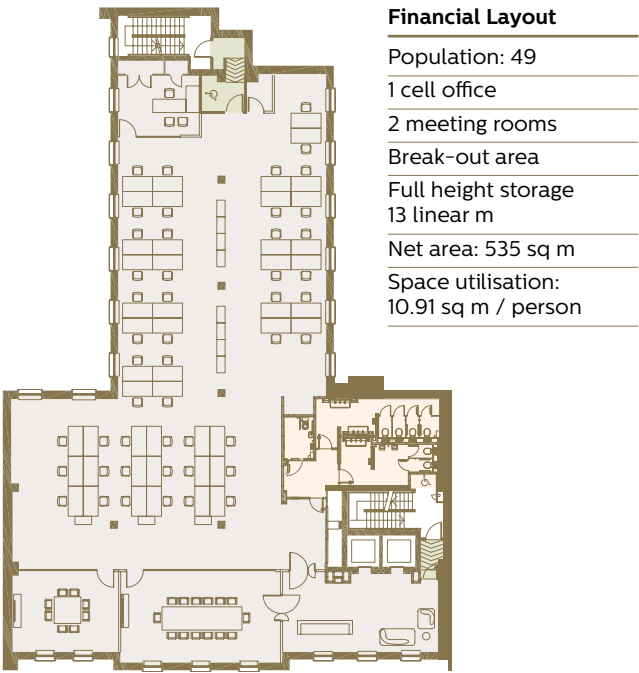 Financial Layout
Population: 49
1 cell office
2 meeting rooms
Break-out area
Full height storage
13 linear m
Net area: 535 sq m
Space utilisation:
10.91 sq m / person